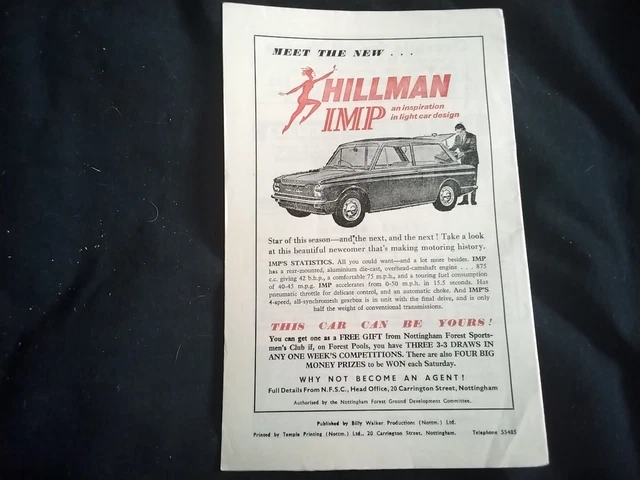 MEET THE NEW . . .
HILLMAN
IMP
an inspiration
in light car design
Star of this season—and the next, and the next! Take a look
at this beautiful newcomer that's making motoring history.
IMP'S STATISTICS. All you could want—and a lot more besides. IMP
has a rear-mounted, aluminium die-cast, overhead-camshaft engine . . . 875
c.c. giving 42 b.h.p., a comfortable 75 m.p.h., and a touring fuel consumption
of 40-45 m.p.g. IMP accelerates from 0-50 m.p.h. in 15.5 seconds. Has
pneumatic throttle for delicate control, and an automatic choke. And IMP'S
4-speed, all-synchromesh gearbox is in unit with the final drive, and is only
half the weight of conventional transmissions.
THIS CAR CAN BE YOURS!
You can get one as a FREE GIFT from Nottingham Forest Sports-
men's Club if, on Forest Pools, you have THREE 3-3 DRAWS IN
ANY ONE WEEK'S COMPETITIONS. There are also FOUR BIG
MONEY PRIZES to be WON each Saturday.
WHY NOT BECOME AN AGENT!
Full Details From N.F.S.C., Head Office, 20 Carrington Street, Nottingham
Authorised by the Nottingham Forest Ground Development Committee.
Published by Billy Walker Productions (Nottm.) Ltd.
Printed by Temple Printing (Nottm.) Ltd., 20 Carrington Street, Nottingham. Telephone 55485